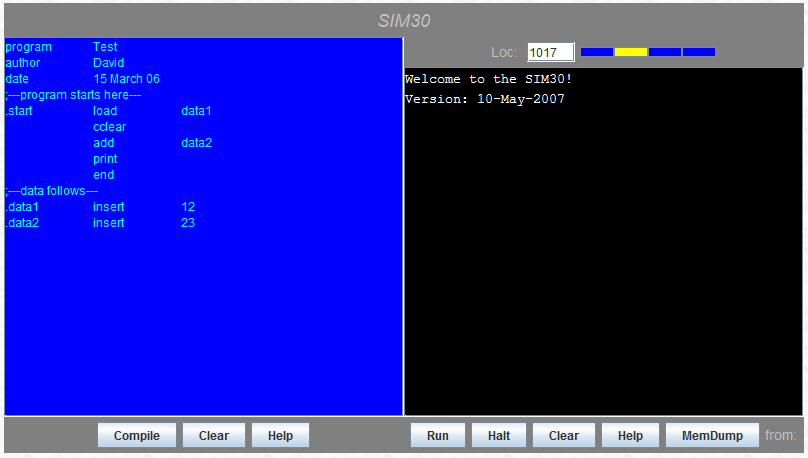 SIM30
program Test
author David
date 15 March 06
;---program starts here---
.start load data1
cclear
add data2
print
end
;---data follows---
.data1 insert 12
.data2 insert 23
Loc: 1017
Welcome to the SIM30!
Version: 10-May-2007
Compile Clear Help
Run Halt Clear Help MemDump from: